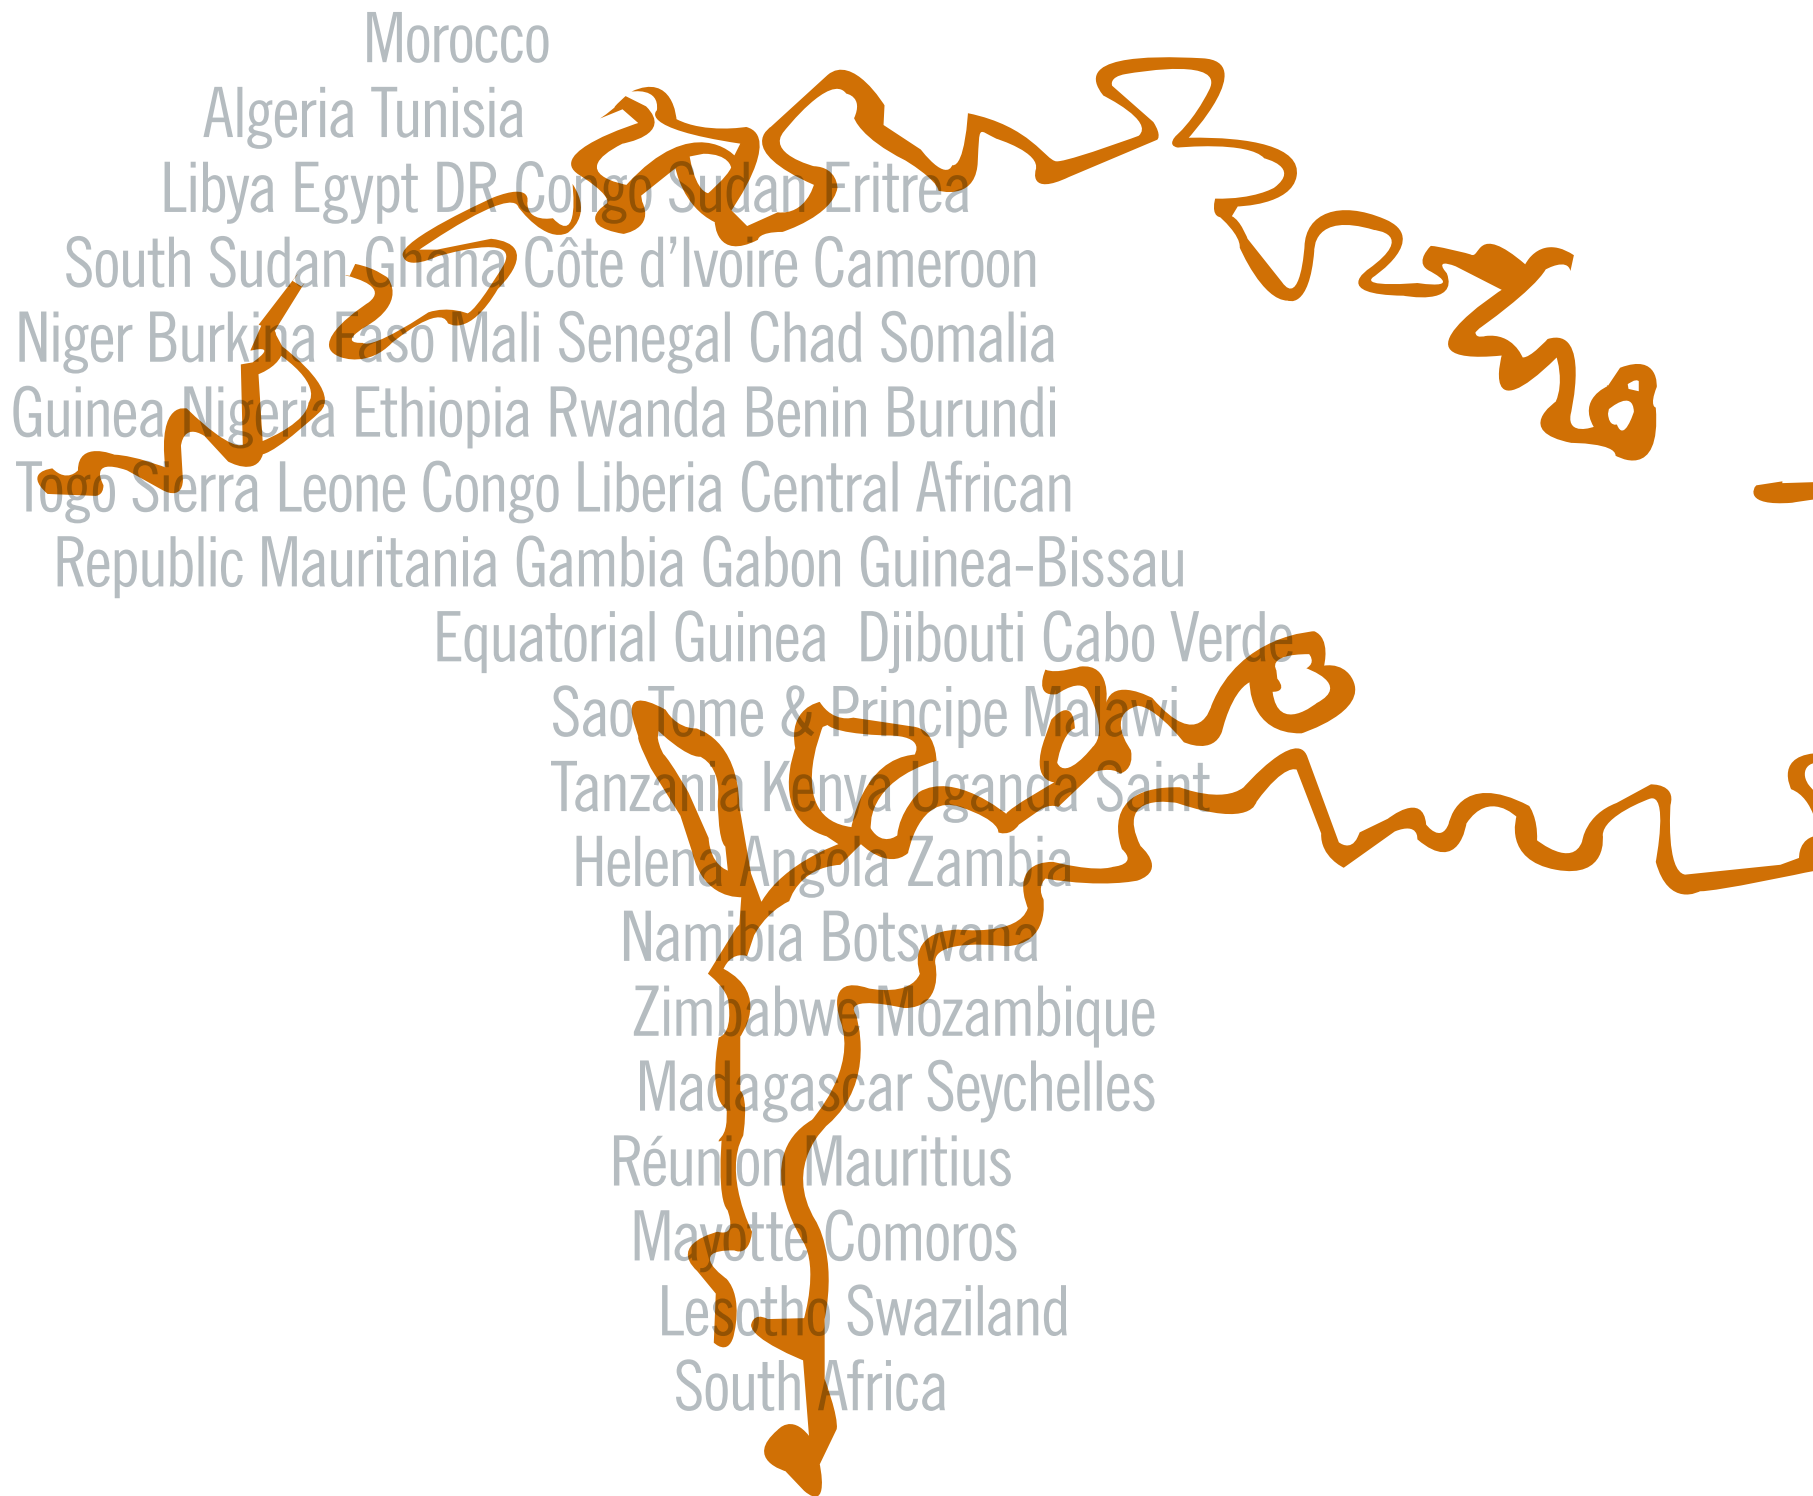 Morocco
Algeria Tunisia
Libya Egypt DR Congo Sudan Eritrea
South Sudan Ghana Côte d’Ivoire Cameroon
Niger Burkina Faso Mali Senegal Chad Somalia
Guinea Nigeria Ethiopia Rwanda Benin Burundi
Togo Sierra Leone Congo Liberia Central African
Republic Mauritania Gambia Gabon Guinea-Bissau
Equatorial Guinea Djibouti Cabo Verde
Sao Tome & Principe Malawi
Tanzania Kenya Uganda Saint
Helena Angola Zambia
Namibia Botswana
Zimbabwe Mozambique
Madagascar Seychelles
Réunion Mauritius
Mayotte Comoros
Lesotho Swaziland
South Africa